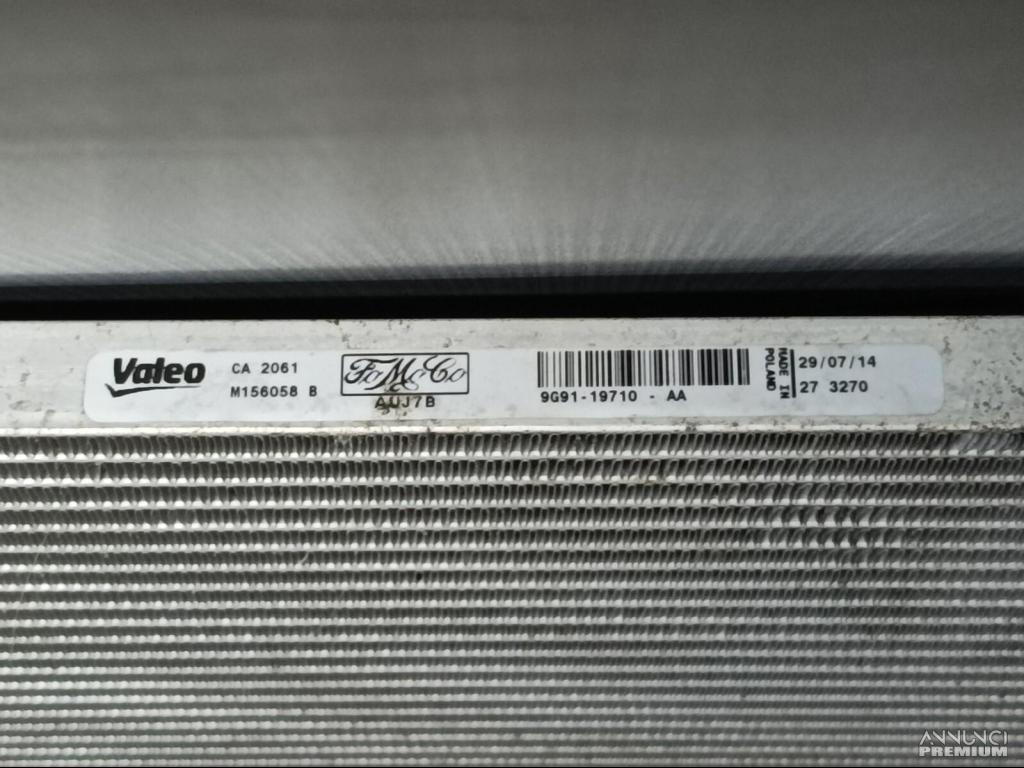 Valeo
CA 2061
M156058 B
FoMoCo
AUJ7B
9G91-19710 - AA
MADE IN
POLAND
29/07/14
27 3270
ANNUNCI
PREMIUM